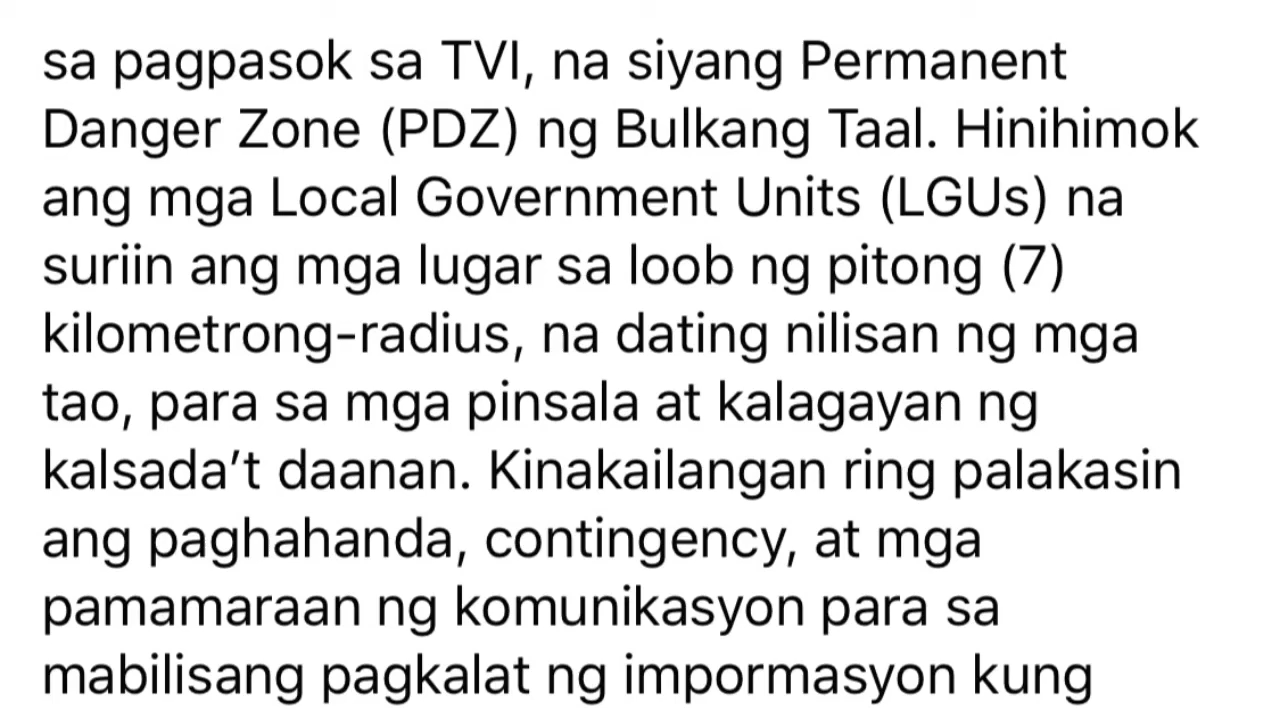 sa pagpasok sa TVI, na siyang Permanent
Danger Zone (PDZ) ng Bulkang Taal. Hinihimok
ang mga Local Government Units (LGUs) na
suriin ang mga lugar sa loob ng pitong (7)
kilometrong-radius, na dating nilisan ng mga
tao, para sa mga pinsala at kalagayan ng
kalsada’t daanan. Kinakailangan ring palakasin
ang paghahanda, contingency, at mga
pamamaraan ng komunikasyon para sa
mabilisang pagkalat ng impormasyon kung